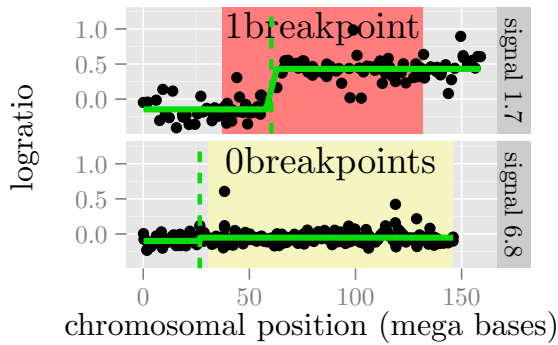 1breakpoint
1.0
0.5
0.0
signal 1.7
logratio
0breakpoints
1.0
0.5
0.0
signal 6.8
0 50 100 150
chromosomal position (mega bases)